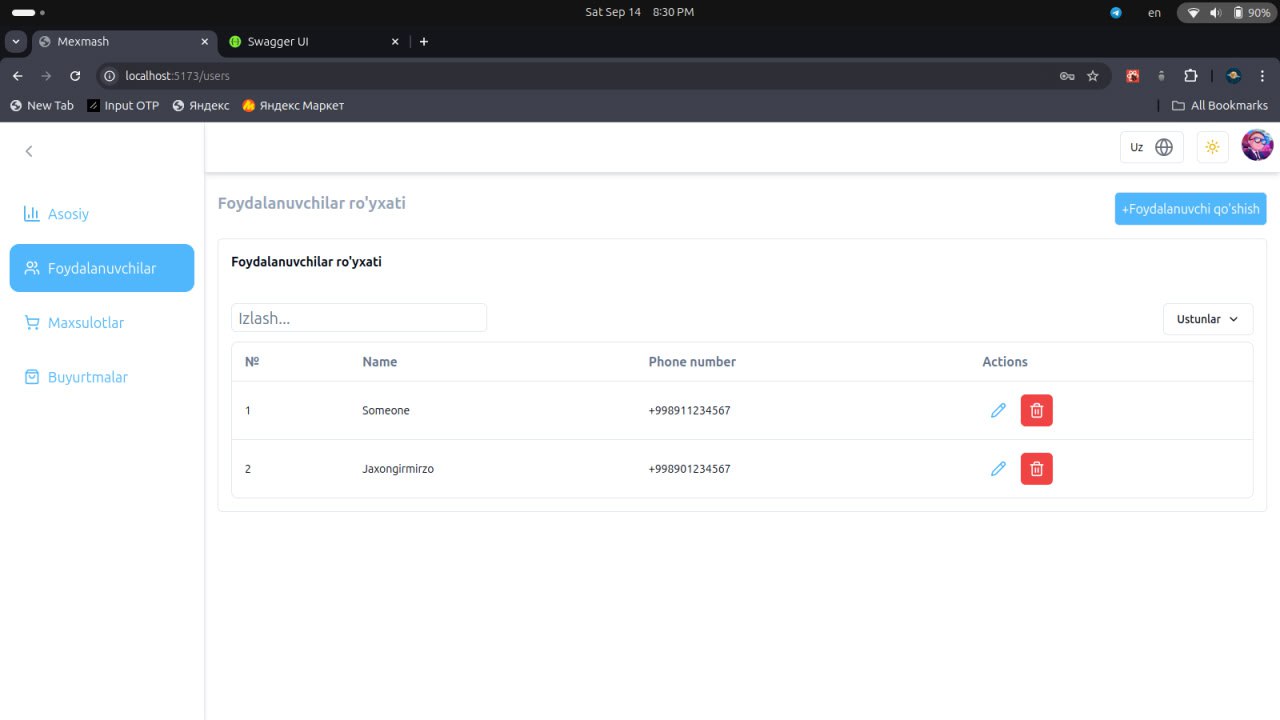 Sat Sep 14 8:30 PM
en
90%
Mexmash
Swagger UI
localhost:5173/users
New Tab
Input OTP
Яндекс
Яндекс Маркет
All Bookmarks
Uz
Asosiy
Foydalanuvchilar
Maxsulotlar
Buyurtmalar
Foydalanuvchilar ro'yxati
+Foydalanuvchi qo'shish
Foydalanuvchilar ro'yxati
Izlash...
Ustunlar
№ Name Phone number Actions
1 Someone +998911234567
2 Jaxongirmirzo +998901234567